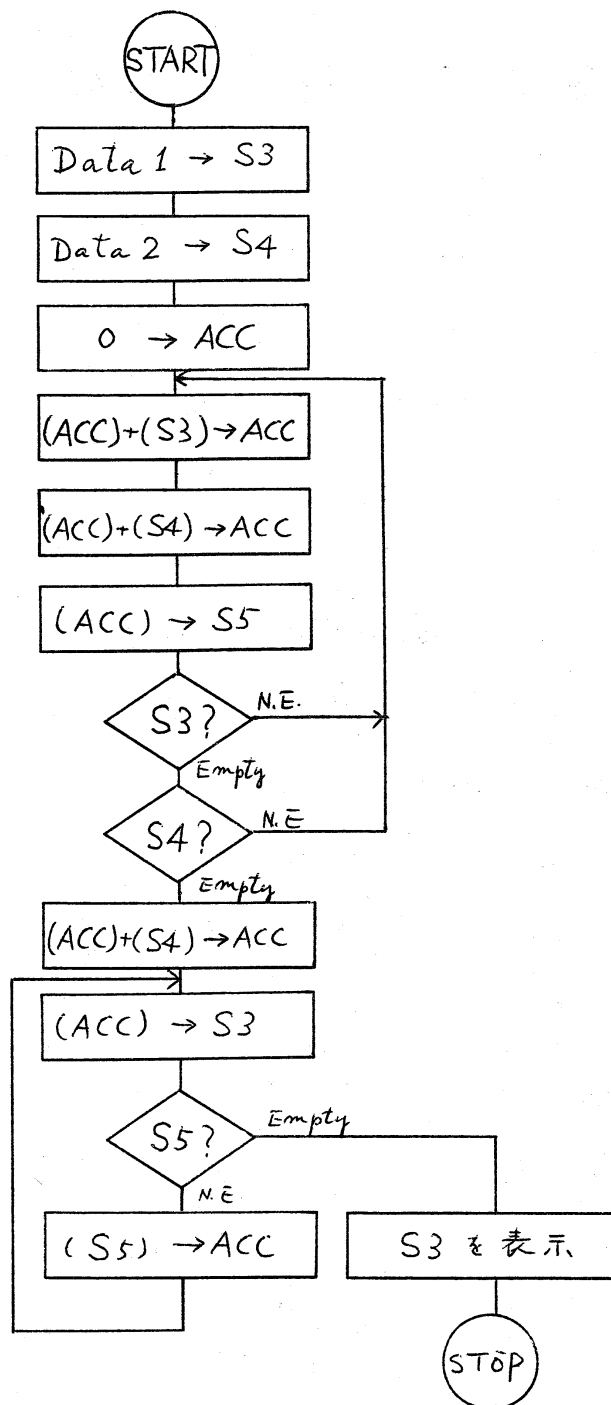 START
Data 1 → S3
Data 2 → S4
0 → ACC
(ACC)+(S3)→ACC
(ACC)+(S4)→ACC
(ACC) → S5
S3?
N.E.
Empty
S4?
N.E
Empty
(ACC)+(S4)→ACC
(ACC) → S3
S5?
Empty
N.E
(S5) → ACC
S3 を 表示
STOP